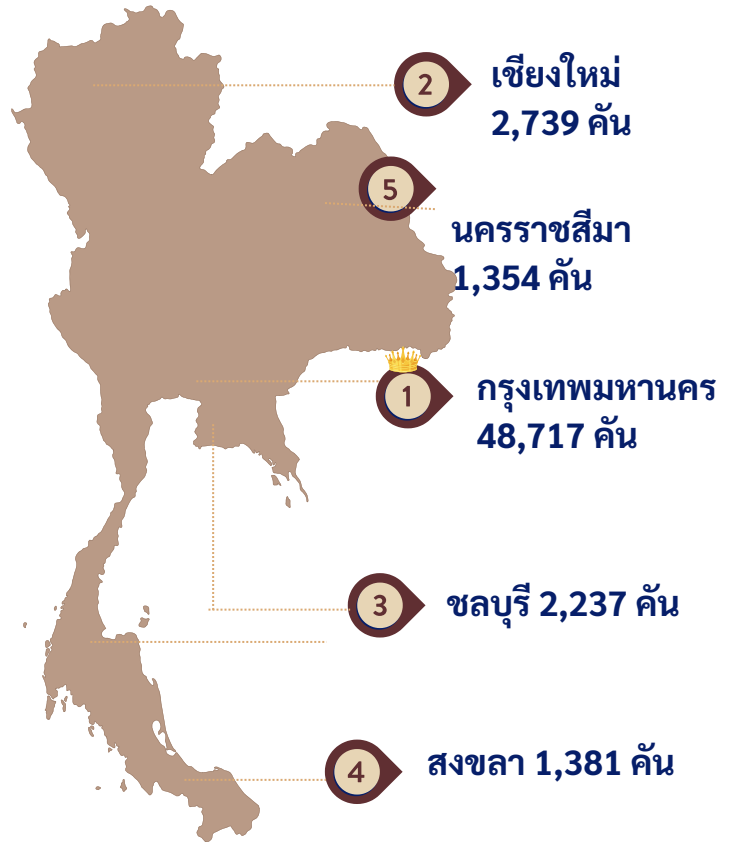 2
เชียงใหม่
2,739 คัน
5
นครราชสีมา
1,354 คัน
1
กรุงเทพมหานคร
48,717 คัน
3
ชลบุรี 2,237 คัน
4
สงขลา 1,381 คัน